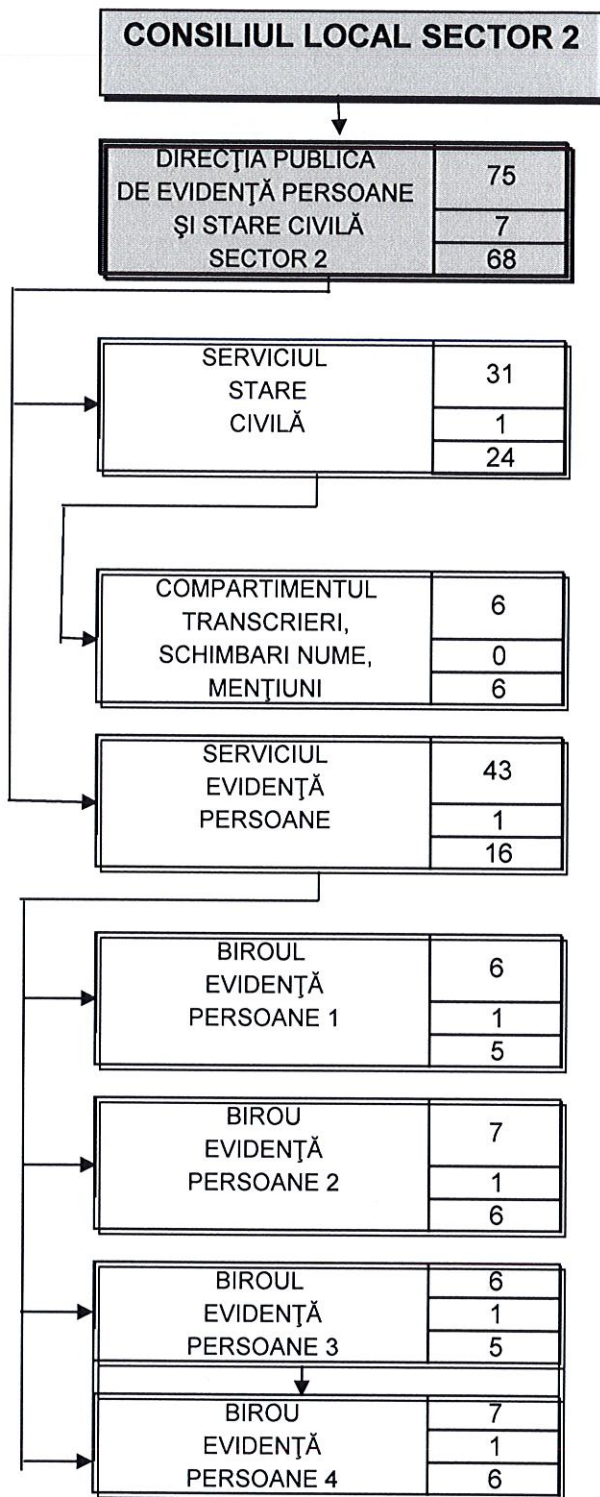 CONSILIUL LOCAL SECTOR 2
DIRECŢIA PUBLICA
DE EVIDENŢĂ PERSOANE
ŞI STARE CIVILĂ
SECTOR 2
75
7
68
SERVICIUL
STARE
CIVILĂ
31
1
24
COMPARTIMENTUL
TRANSCRIERI,
SCHIMBARI NUME,
MENŢIUNI
6
0
6
SERVICIUL
EVIDENŢĂ
PERSOANE
43
1
16
BIROUL
EVIDENŢĂ
PERSOANE 1
6
1
5
BIROU
EVIDENŢĂ
PERSOANE 2
7
1
6
BIROUL
EVIDENŢĂ
PERSOANE 3
6
1
5
BIROU
EVIDENŢĂ
PERSOANE 4
7
1
6